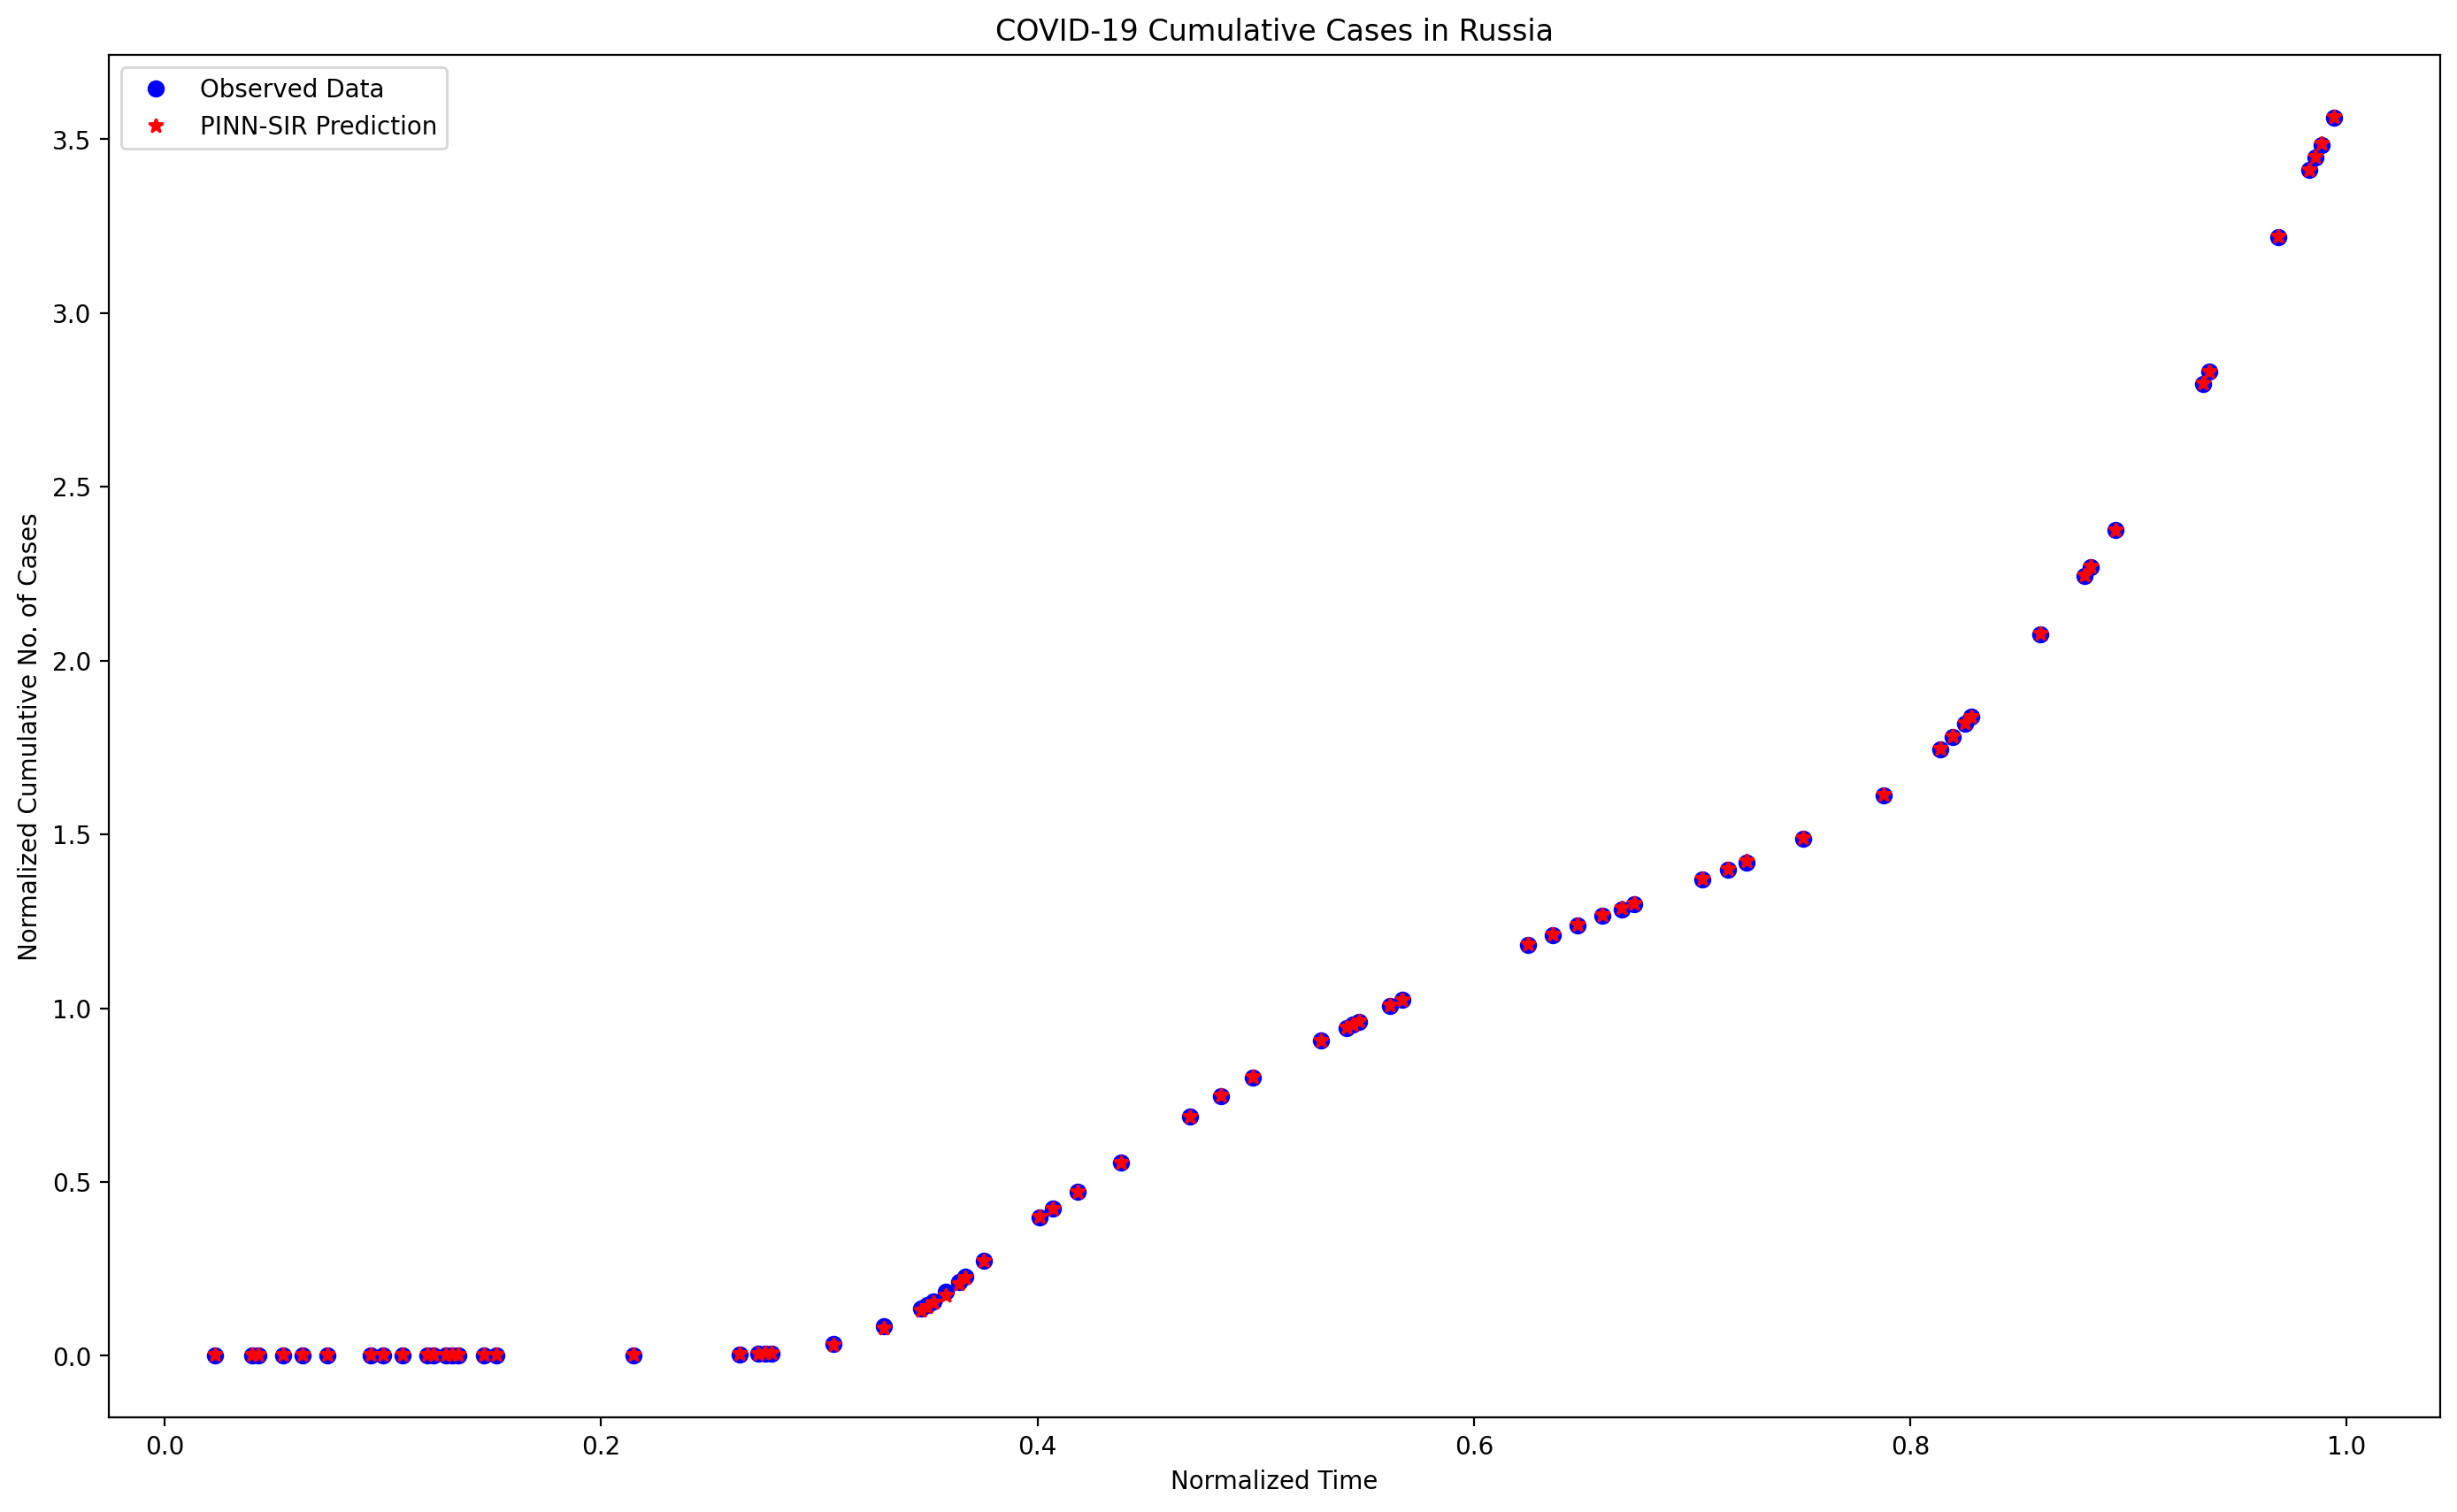 COVID-19 Cumulative Cases in Russia
Observed Data
PINN-SIR Prediction
Normalized Cumulative No. of Cases
3.5
3.0
2.5
2.0
1.5
1.0
0.5
0.0
0.0 0.2 0.4 0.6 0.8 1.0
Normalized Time